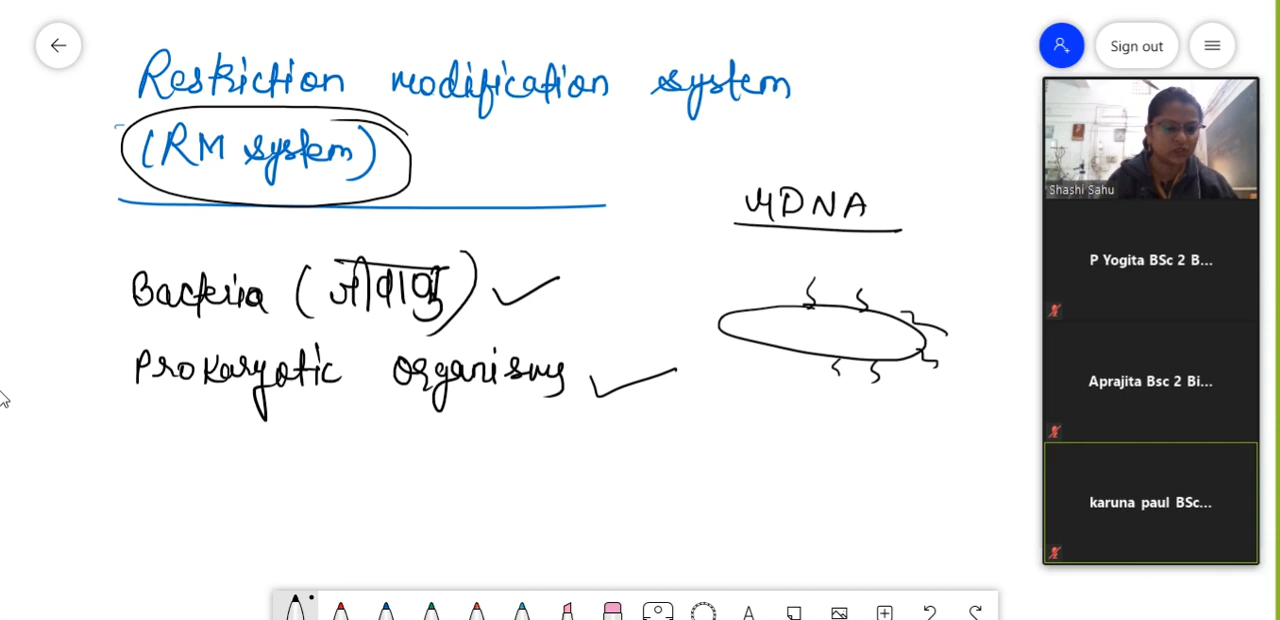 Restriction modification system
(RM system)
Bacteria (जीवाणु)
Prokaryotic organisms
rDNA
Sign out
Shashi Sahu
P Yogita BSc 2 B...
Aprajita Bsc 2 Bi...
karuna paul BSc...
A